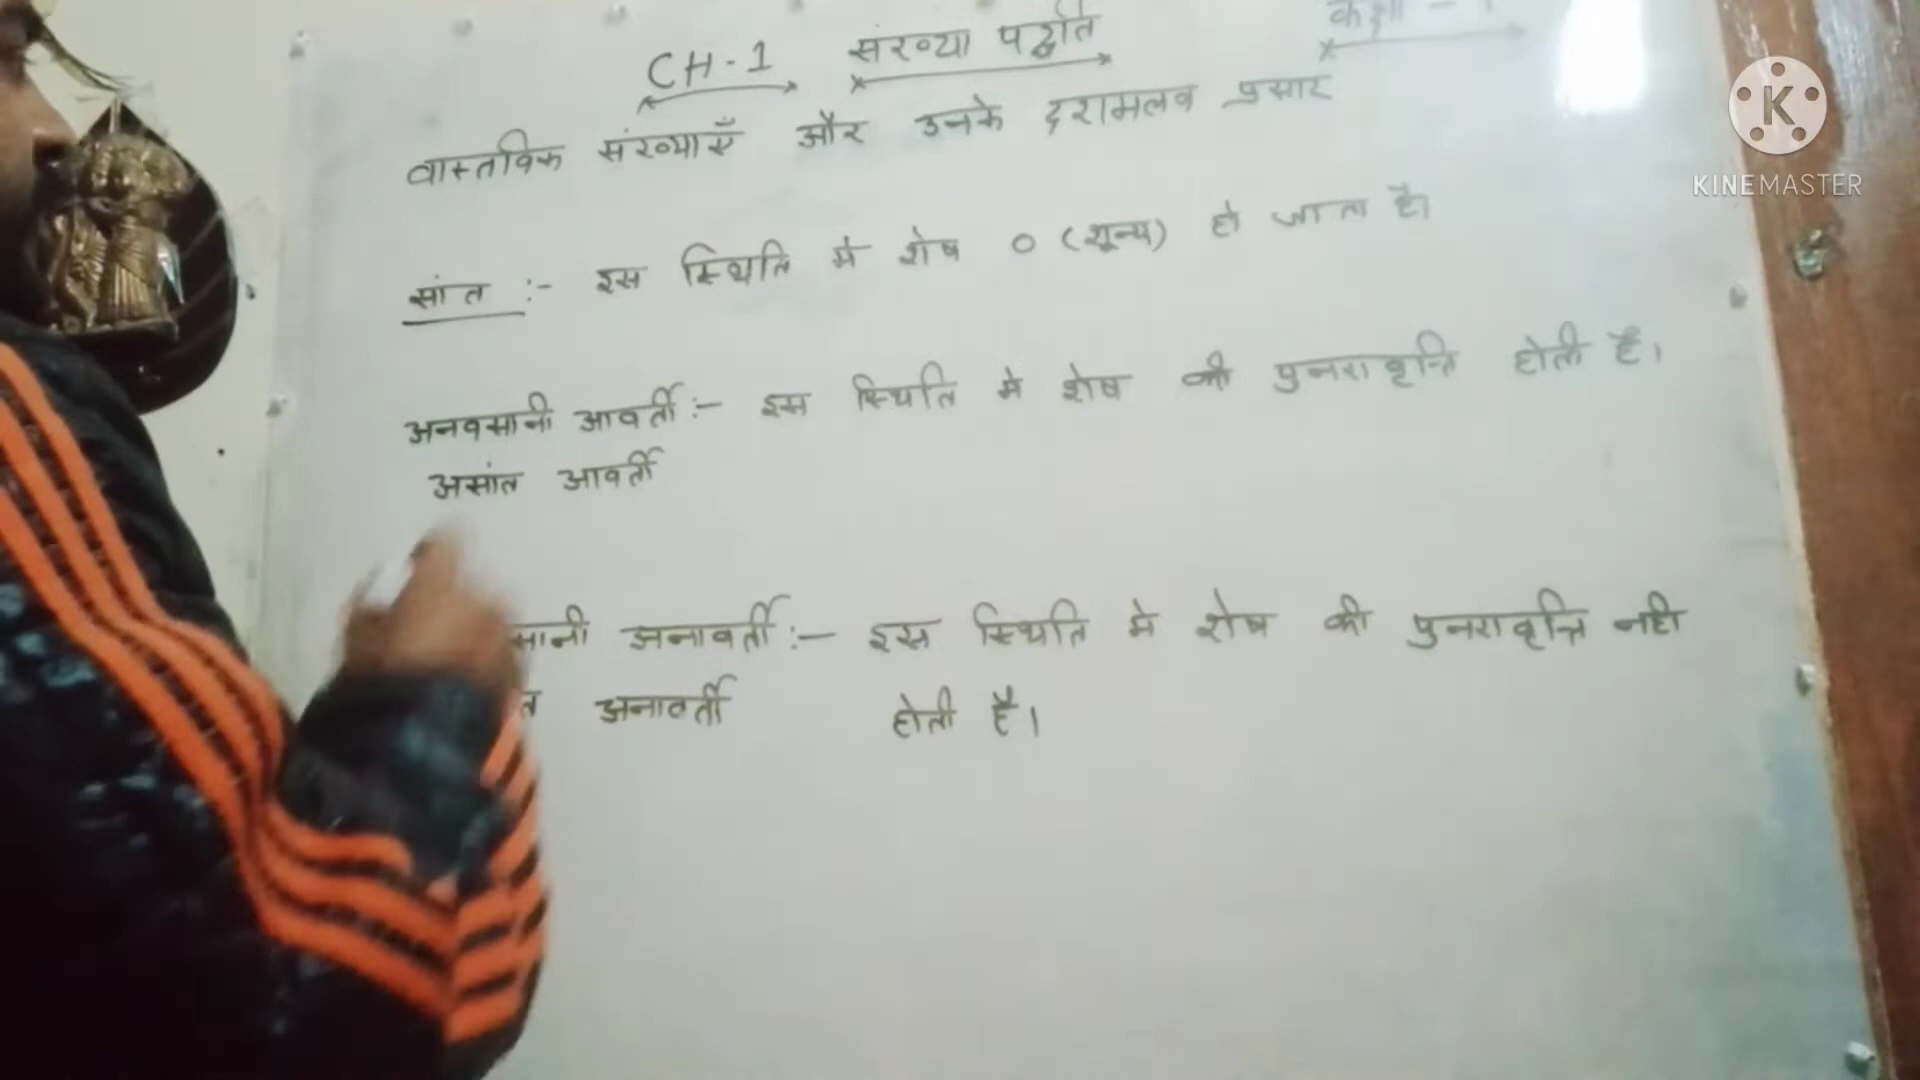 CH-1 संख्या पद्धति
वास्तविक संख्याएँ और उनके दशमलव प्रसार
सांत :- इस स्थिति मे शेष 0 (शून्य) हो जाता है।
अनवसानी आवर्ती :- इस स्थिति मे शेष की पुनरावृत्ति होती है।
असांत आवर्ती
सानी अनावर्ती :- इस स्थिति मे शेष की पुनरावृत्ति नही
त अनावर्ती होती है।
K
KINEMASTER